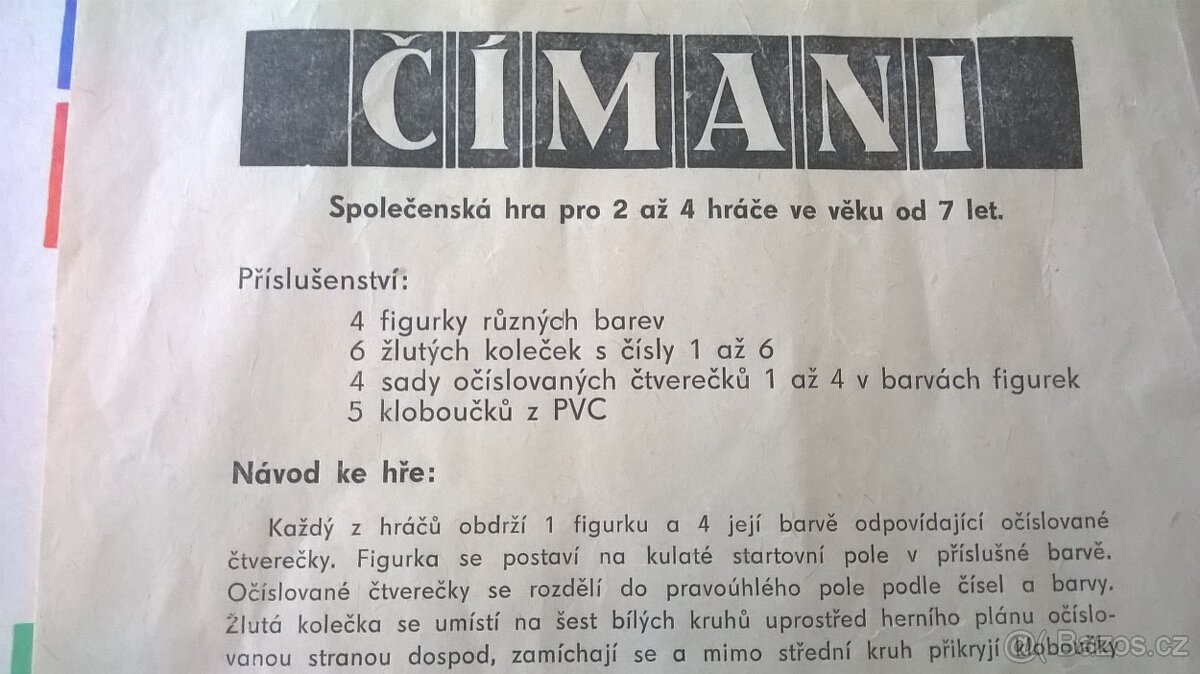 ČÍMANI
Společenská hra pro 2 až 4 hráče ve věku od 7 let.
Příslušenství:
4 figurky různých barev
6 žlutých koleček s čísly 1 až 6
4 sady očíslovaných čtverečků 1 až 4 v barvách figurek
5 kloboučků z PVC
Návod ke hře:
Každý z hráčů obdrží 1 figurku a 4 její barvě odpovídající očíslované
čtverečky. Figurka se postaví na kulaté startovní pole v příslušné barvě.
Očíslované čtverečky se rozdělí do pravoúhlého pole podle čísel a barvy.
Žlutá kolečka se umístí na šest bílých kruhů uprostřed herního plánu očíslo-
vanou stranou dospod, zamíchají se a mimo střední kruh přikryjí kloboučky
Bazos.cz